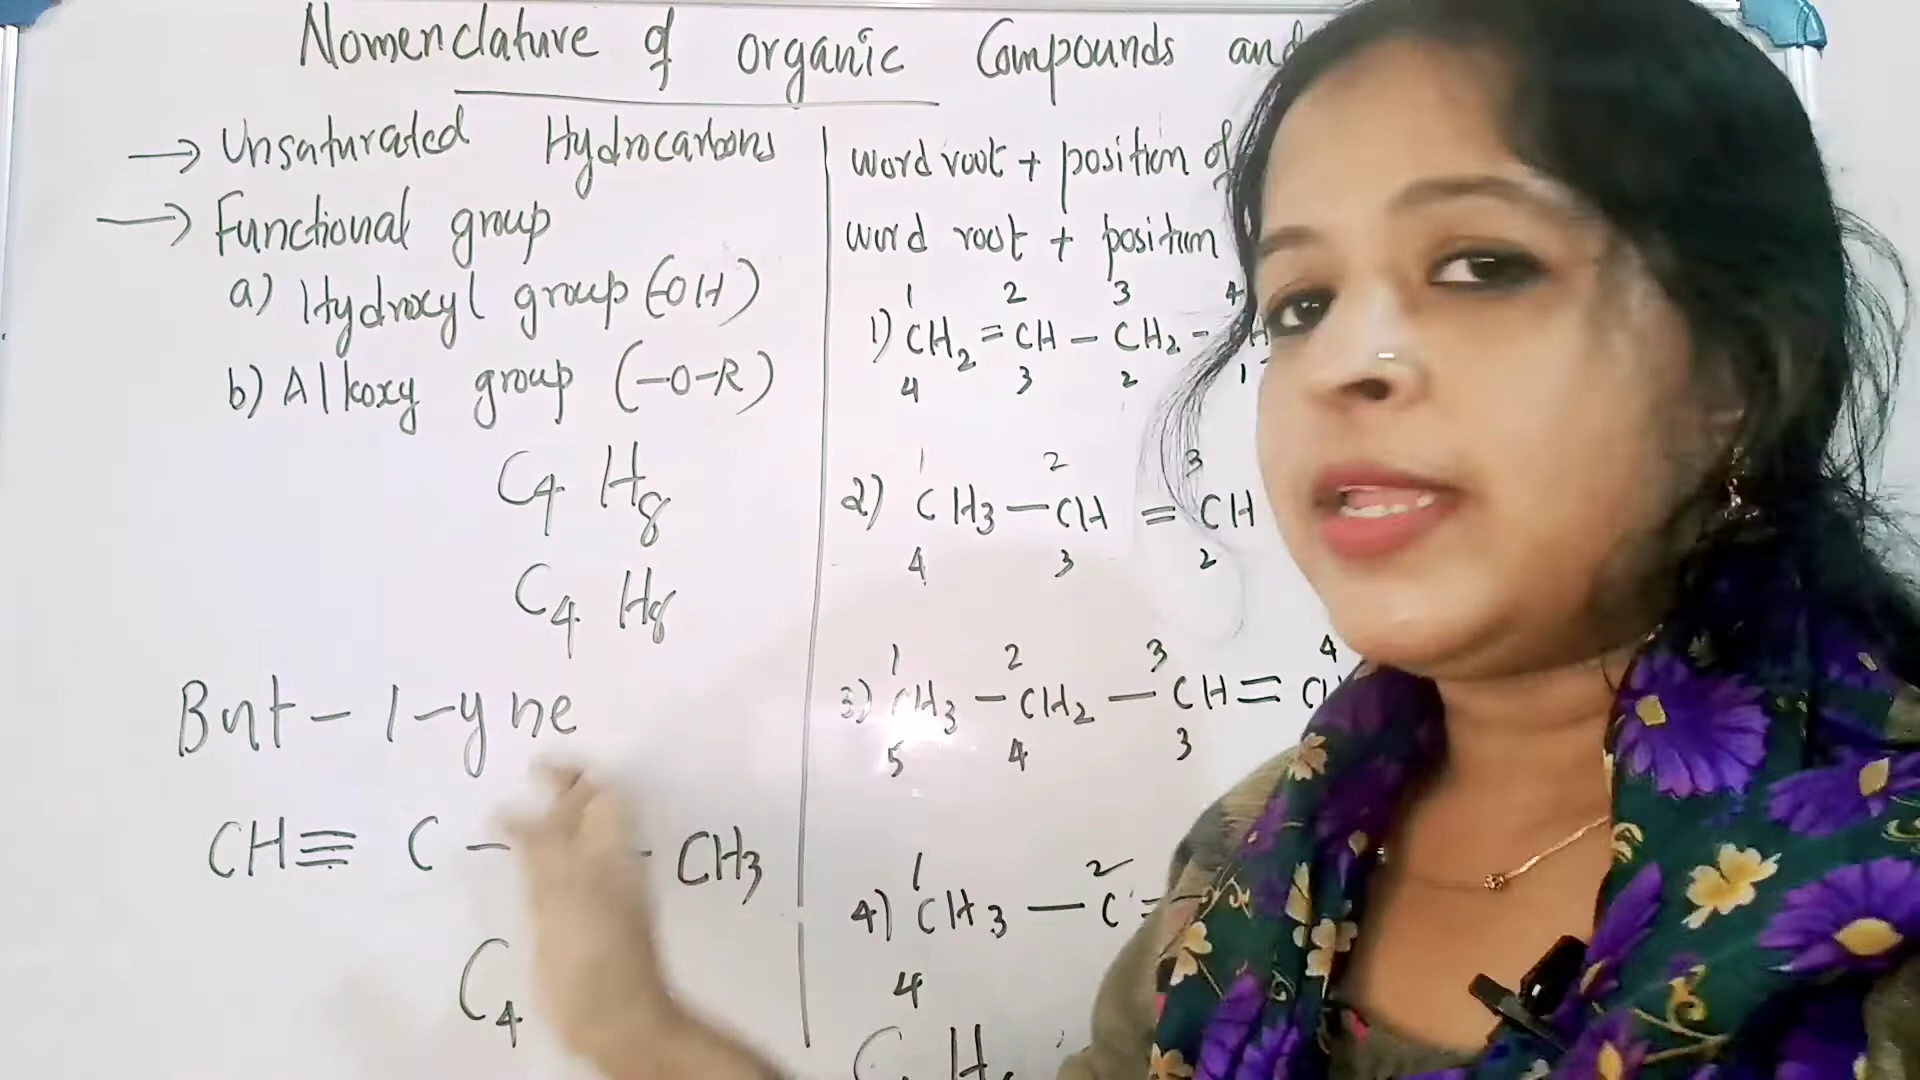 Nomenclature of organic Compounds and
→ Unsaturated Hydrocarbons
→ Functional group
a) Hydroxyl group (-OH)
b) Alkoxy group (-O-R)
C4 H8
C4 H8
But - 1 - yne
CH ≡ C - - CH3
C4
word root + position of
word root + position
1 2 3 4
1) CH2 = CH - CH2 -
4 3 2 1
1 2 3
2) CH3 - CH = CH
4 3 2
1 2 3 4
3) CH3 - CH2 - CH = CH
5 4 3
1 2
4) CH3 - C
4